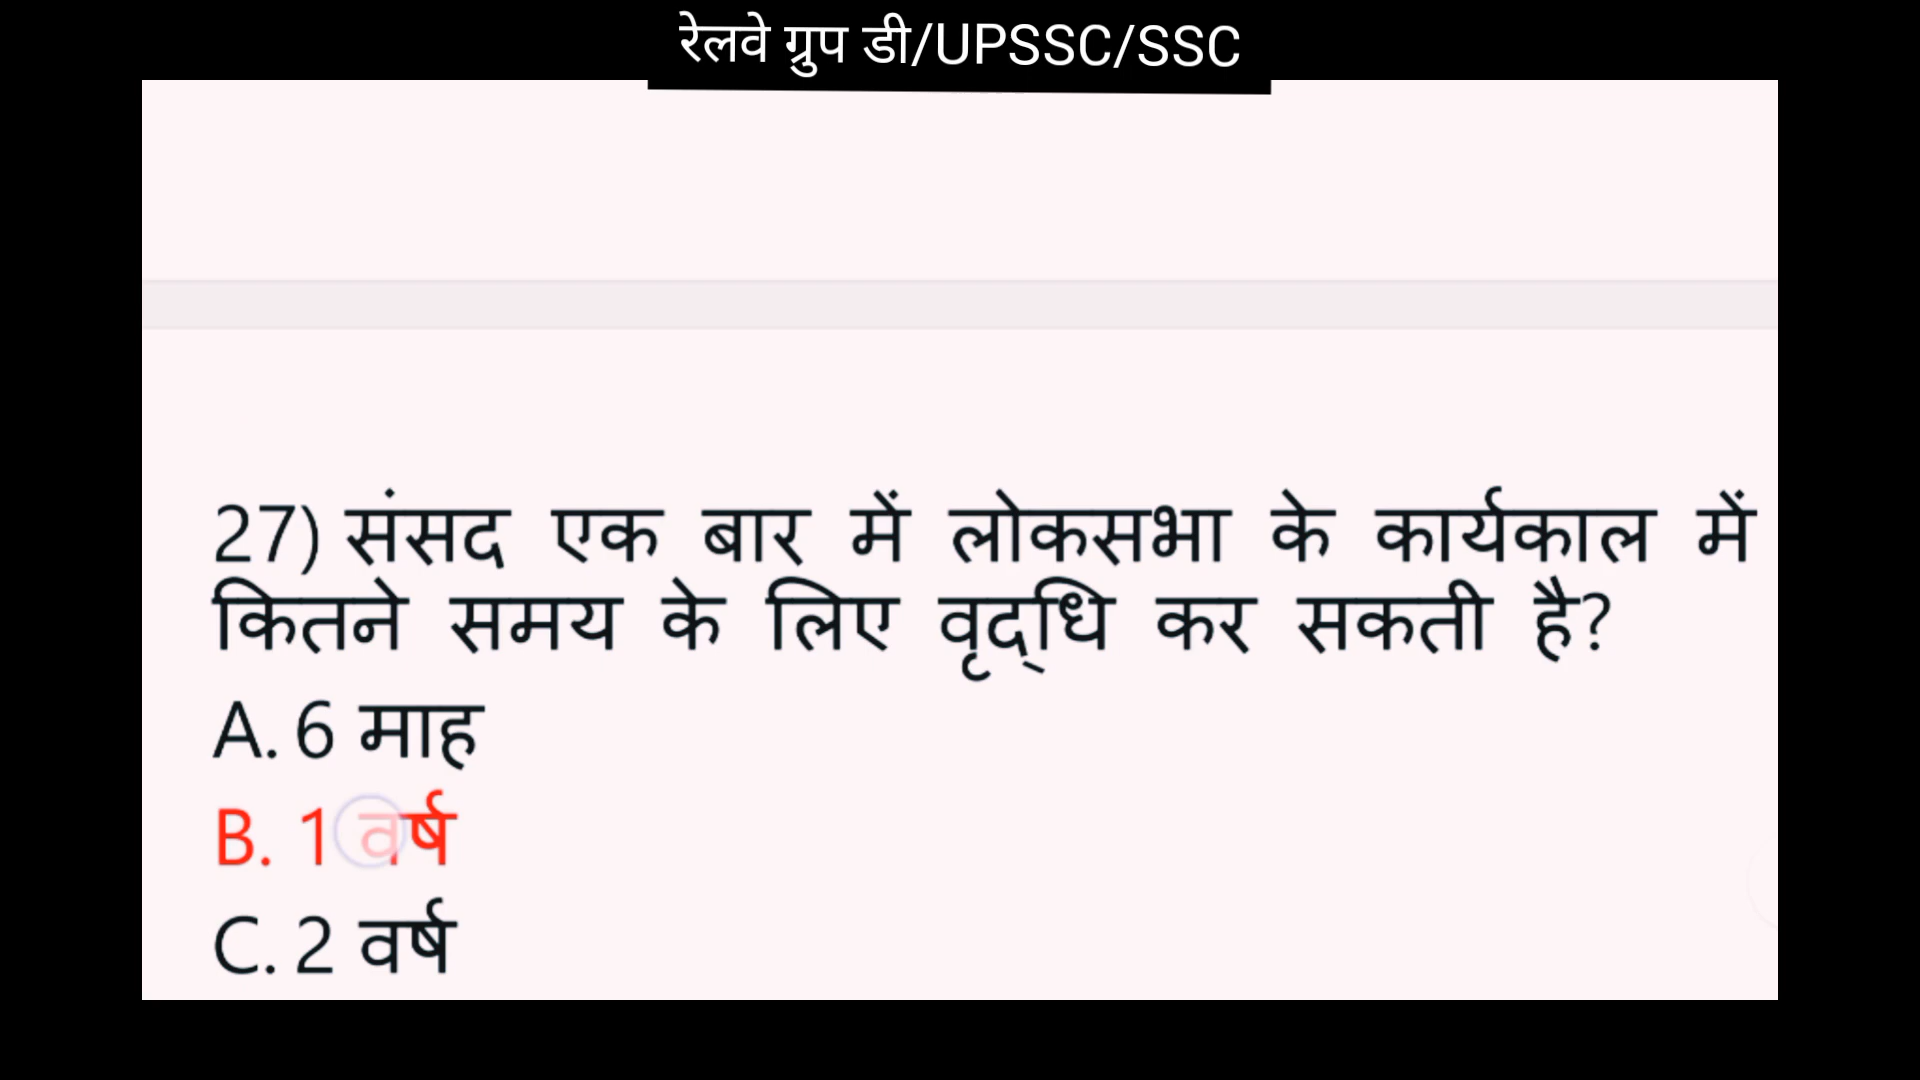 रेलवे ग्रुप डी/UPSSC/SSC
27) संसद एक बार में लोकसभा के कार्यकाल में
कितने समय के लिए वृद्‌धि कर सकती है?
A. 6 माह
B. 1 वर्ष
C. 2 वर्ष